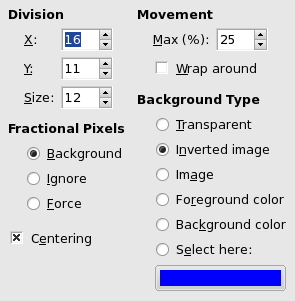 Division
X: 16
Y: 11
Size: 12
Fractional Pixels
Background
Ignore
Force
Centering
Movement
Max (%): 25
Wrap around
Background Type
Transparent
Inverted image
Image
Foreground color
Background color
Select here: